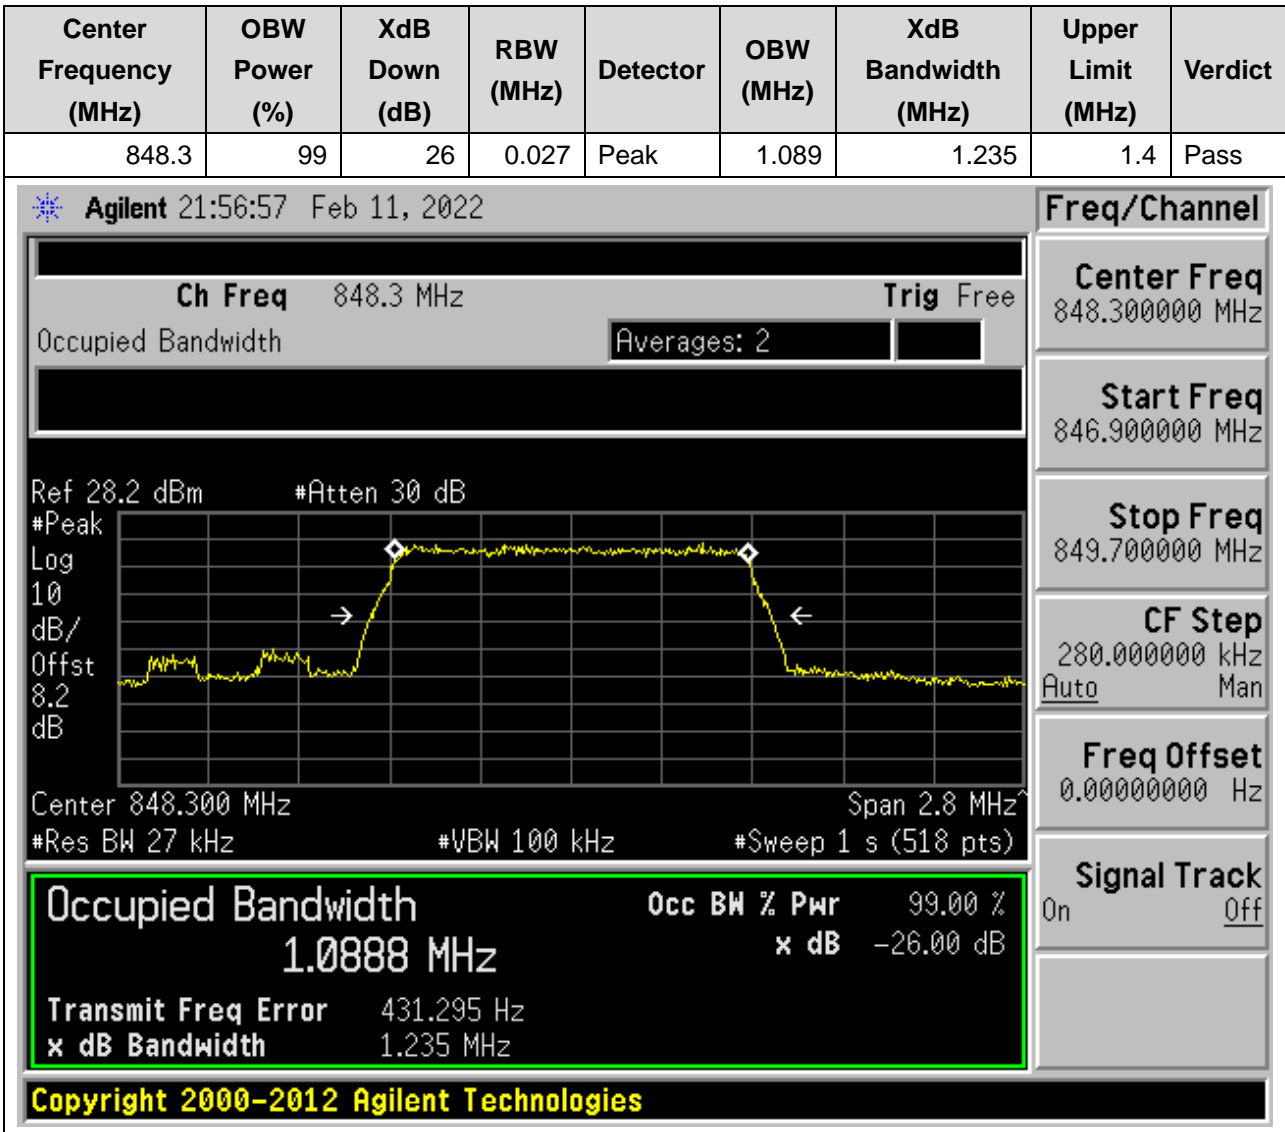 Center Frequency (MHz) OBW Power (%) XdB Down (dB) RBW (MHz) Detector OBW (MHz) XdB Bandwidth (MHz) Upper Limit (MHz) Verdict
848.3 99 26 0.027 Peak 1.089 1.235 1.4 Pass
Agilent 21:56:57 Feb 11, 2022
Ch Freq 848.3 MHz Trig Free
Occupied Bandwidth Averages: 2
Ref 28.2 dBm #Atten 30 dB
#Peak
Log
10
dB/
Offst
8.2
dB
Center 848.300 MHz Span 2.8 MHz^
#Res BW 27 kHz #VBW 100 kHz #Sweep 1 s (518 pts)
Occupied Bandwidth Occ BW % Pwr 99.00 %
1.0888 MHz x dB -26.00 dB
Transmit Freq Error 431.295 Hz
x dB Bandwidth 1.235 MHz
Copyright 2000-2012 Agilent Technologies
Freq/Channel
Center Freq
848.300000 MHz
Start Freq
846.900000 MHz
Stop Freq
849.700000 MHz
CF Step
280.000000 kHz
Auto Man
Freq Offset
0.00000000 Hz
Signal Track
On Off